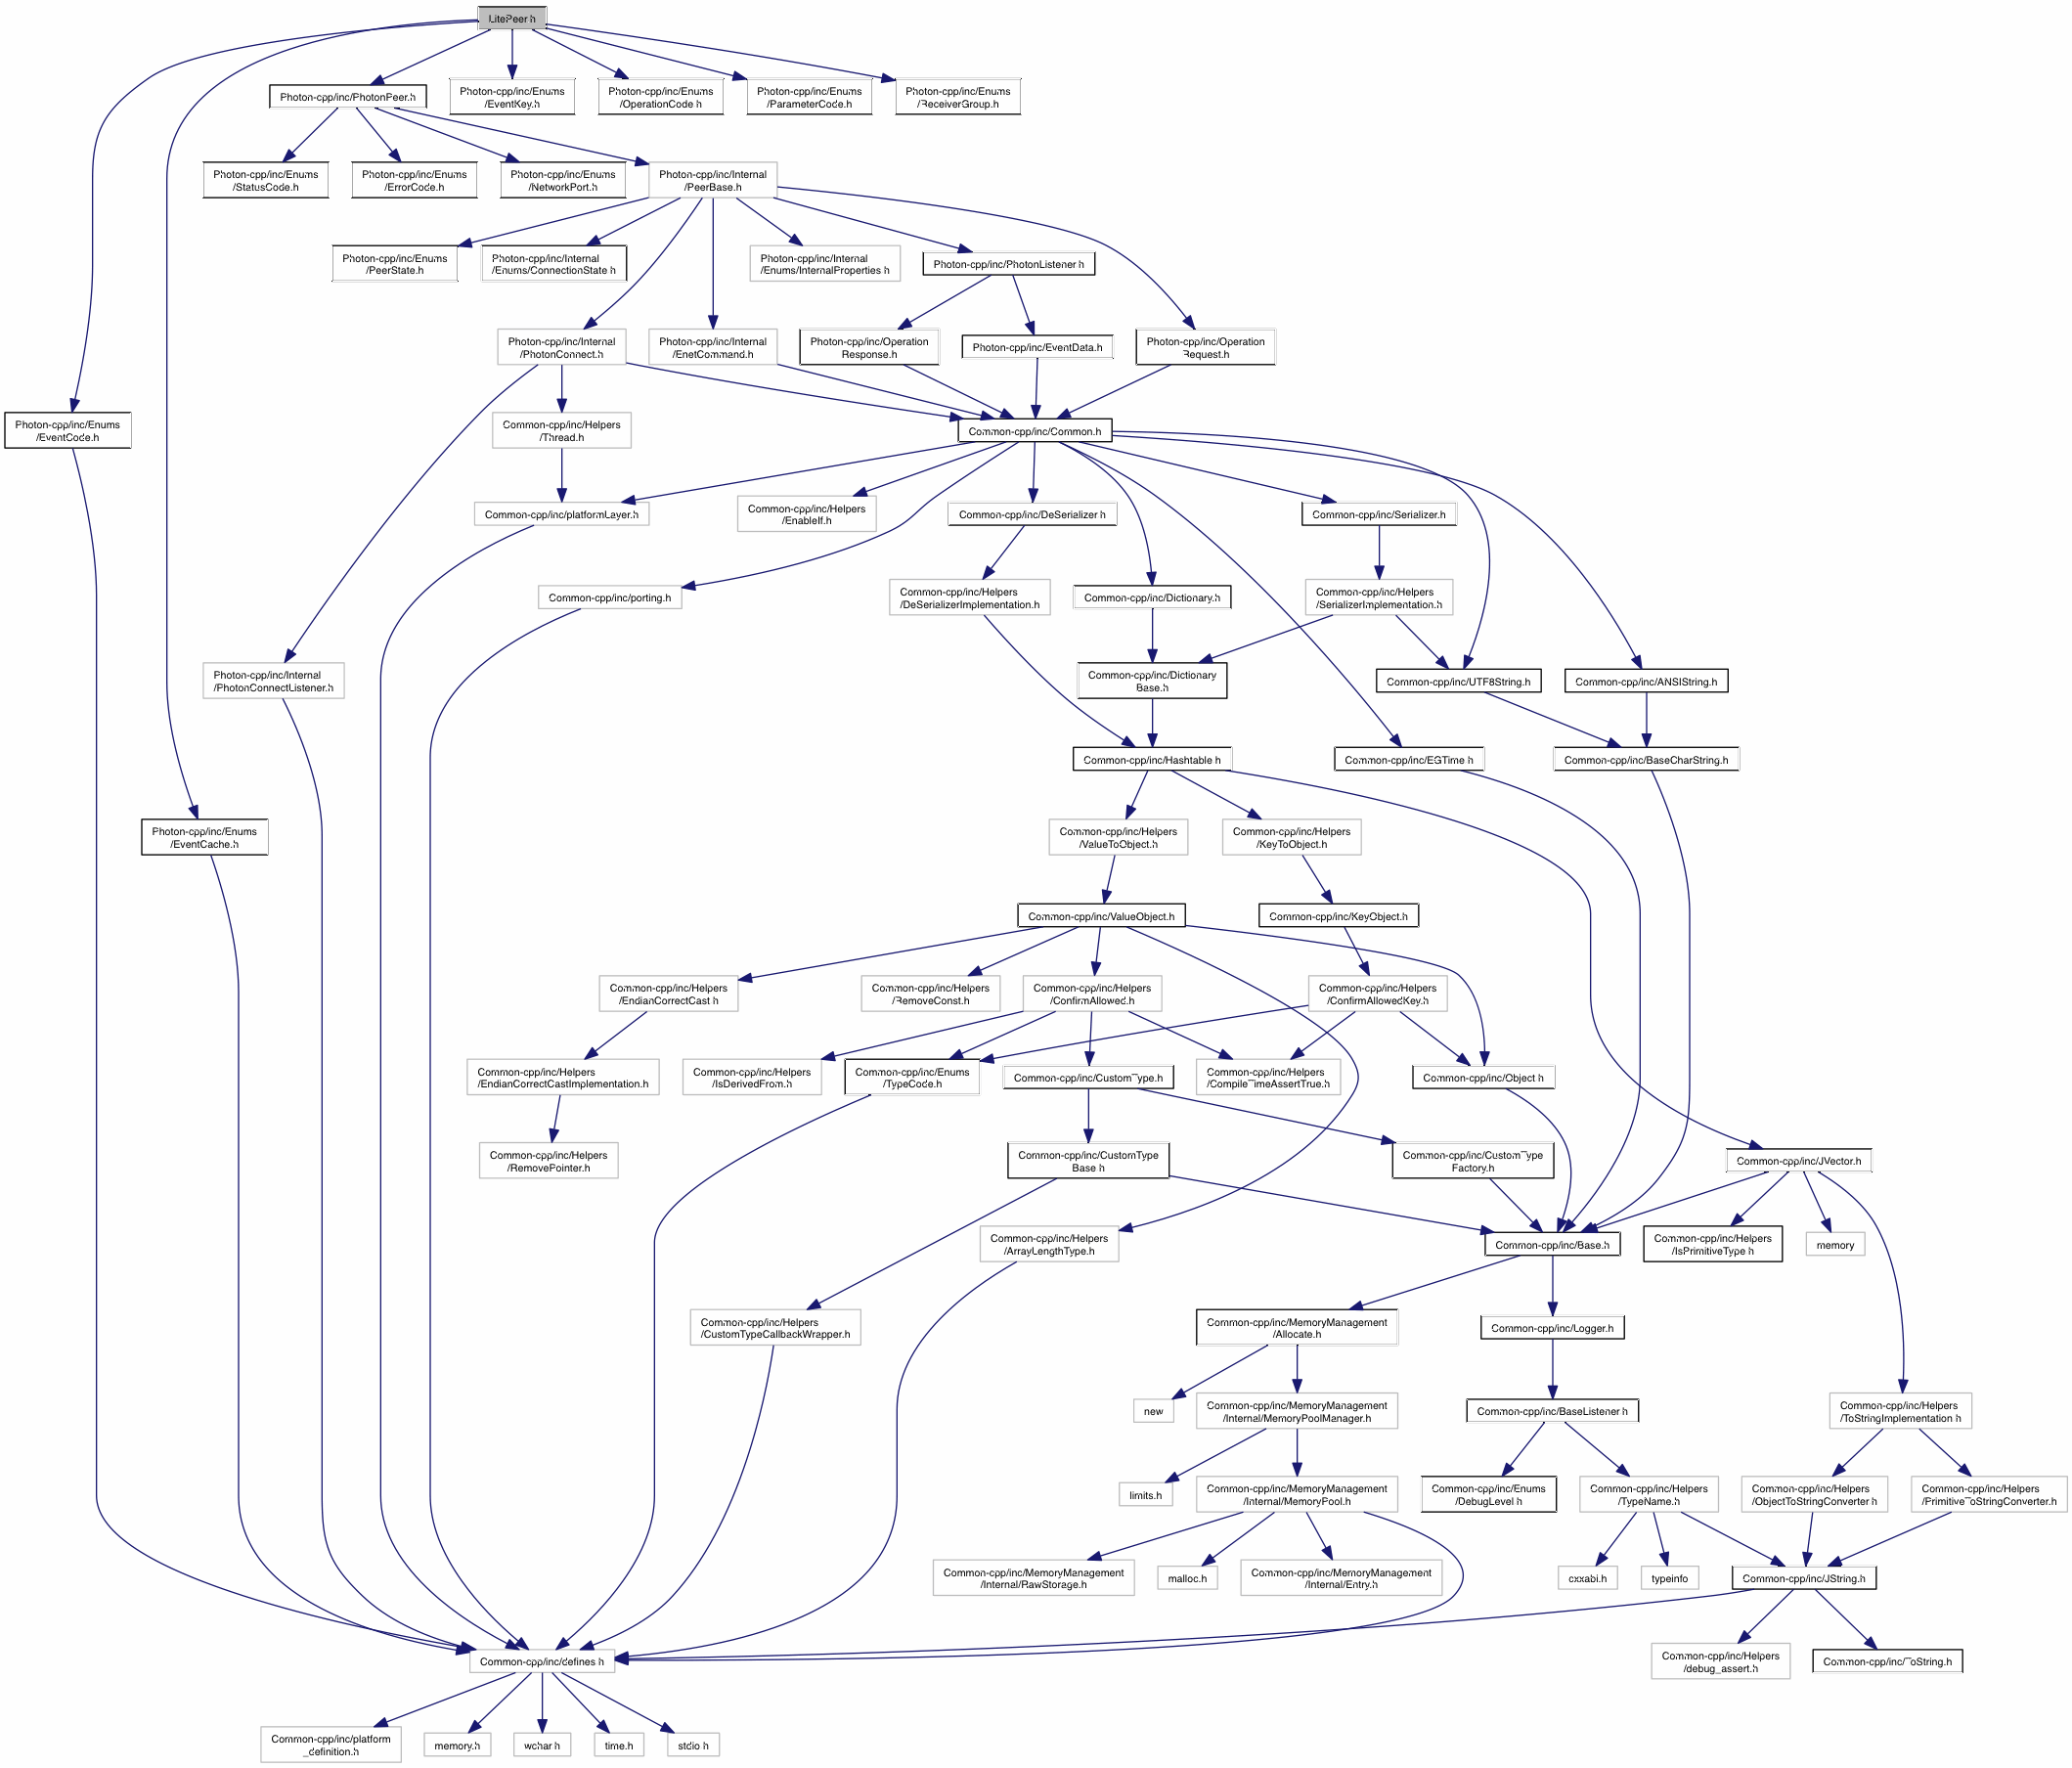 LitePeer.h
Photon-cpp/inc/PhotonPeer.h
Photon-cpp/inc/Enums
/EventKey.h
Photon-cpp/inc/Enums
/OperationCode.h
Photon-cpp/inc/Enums
/ParameterCode.h
Photon-cpp/inc/Enums
/ReceiverGroup.h
Photon-cpp/inc/Enums
/StatusCode.h
Photon-cpp/inc/Enums
/ErrorCode.h
Photon-cpp/inc/Enums
/NetworkPort.h
Photon-cpp/inc/Internal
/PeerBase.h
Photon-cpp/inc/Enums
/PeerState.h
Photon-cpp/inc/Internal
/Enums/ConnectionState.h
Photon-cpp/inc/Internal
/Enums/InternalProperties.h
Photon-cpp/inc/PhotonListener.h
Photon-cpp/inc/Internal
/PhotonConnect.h
Photon-cpp/inc/Internal
/EnetCommand.h
Photon-cpp/inc/Operation
Response.h
Photon-cpp/inc/EventData.h
Photon-cpp/inc/Operation
Request.h
Photon-cpp/inc/Enums
/EventCode.h
Common-cpp/inc/Helpers
/Thread.h
Common-cpp/inc/Common.h
Common-cpp/inc/platformLayer.h
Common-cpp/inc/Helpers
/EnableIf.h
Common-cpp/inc/DeSerializer.h
Common-cpp/inc/Serializer.h
Common-cpp/inc/porting.h
Common-cpp/inc/Helpers
/DeSerializerImplementation.h
Common-cpp/inc/Dictionary.h
Common-cpp/inc/Helpers
/SerializerImplementation.h
Photon-cpp/inc/Internal
/PhotonConnectListener.h
Common-cpp/inc/Dictionary
Base.h
Common-cpp/inc/UTF8String.h
Common-cpp/inc/ANSIString.h
Common-cpp/inc/Hashtable.h
Common-cpp/inc/EGTime.h
Common-cpp/inc/BaseCharString.h
Photon-cpp/inc/Enums
/EventCache.h
Common-cpp/inc/Helpers
/ValueToObject.h
Common-cpp/inc/Helpers
/KeyToObject.h
Common-cpp/inc/ValueObject.h
Common-cpp/inc/KeyObject.h
Common-cpp/inc/Helpers
/EndianCorrectCast.h
Common-cpp/inc/Helpers
/RemoveConst.h
Common-cpp/inc/Helpers
/ConfirmAllowed.h
Common-cpp/inc/Helpers
/ConfirmAllowedKey.h
Common-cpp/inc/Helpers
/EndianCorrectCastImplementation.h
Common-cpp/inc/Helpers
/IsDerivedFrom.h
Common-cpp/inc/Enums
/TypeCode.h
Common-cpp/inc/CustomType.h
Common-cpp/inc/Helpers
/CompileTimeAssertTrue.h
Common-cpp/inc/Object.h
Common-cpp/inc/Helpers
/RemovePointer.h
Common-cpp/inc/CustomType
Base.h
Common-cpp/inc/CustomType
Factory.h
Common-cpp/inc/JVector.h
Common-cpp/inc/Helpers
/ArrayLengthType.h
Common-cpp/inc/Base.h
Common-cpp/inc/Helpers
/IsPrimitiveType.h
memory
Common-cpp/inc/Helpers
/CustomTypeCallbackWrapper.h
Common-cpp/inc/MemoryManagement
/Allocate.h
Common-cpp/inc/Logger.h
new
Common-cpp/inc/MemoryManagement
/Internal/MemoryPoolManager.h
Common-cpp/inc/BaseListener.h
Common-cpp/inc/Helpers
/ToStringImplementation.h
limits.h
Common-cpp/inc/MemoryManagement
/Internal/MemoryPool.h
Common-cpp/inc/Enums
/DebugLevel.h
Common-cpp/inc/Helpers
/TypeName.h
Common-cpp/inc/Helpers
/ObjectToStringConverter.h
Common-cpp/inc/Helpers
/PrimitiveToStringConverter.h
Common-cpp/inc/MemoryManagement
/Internal/RawStorage.h
malloc.h
Common-cpp/inc/MemoryManagement
/Internal/Entry.h
cxxabi.h
typeinfo
Common-cpp/inc/JString.h
Common-cpp/inc/defines.h
Common-cpp/inc/Helpers
/debug_assert.h
Common-cpp/inc/ToString.h
Common-cpp/inc/platform
_definition.h
memory.h
wchar.h
time.h
stdio.h